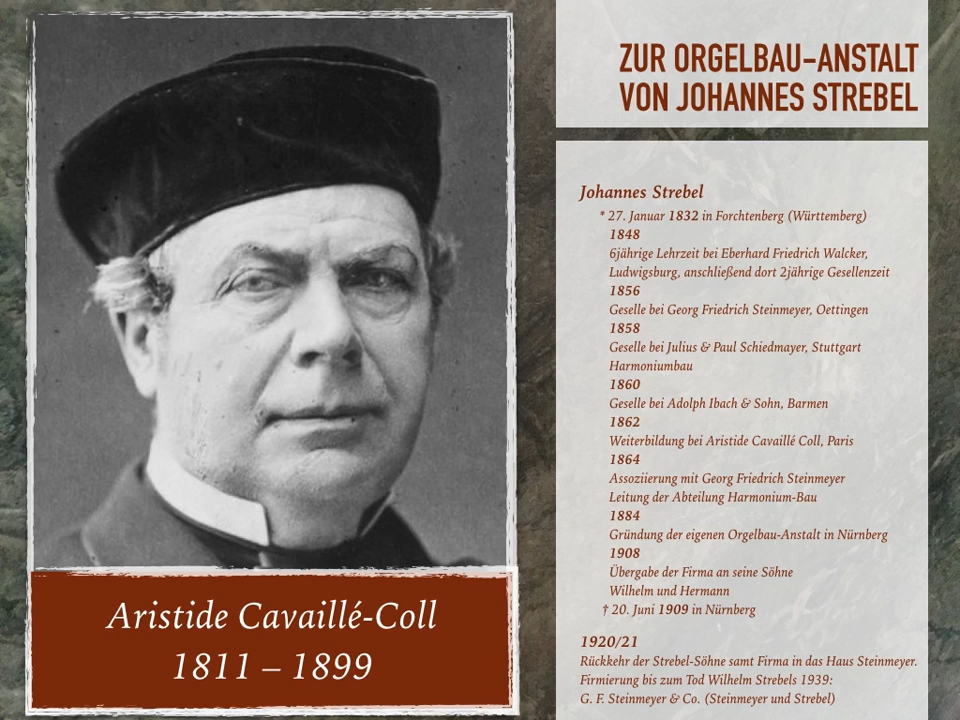 Aristide Cavaillé-Coll
1811 – 1899
ZUR ORGELBAU-ANSTALT
VON JOHANNES STREBEL
Johannes Strebel
* 27. Januar 1832 in Forchtenberg (Württemberg)
1848
6jährige Lehrzeit bei Eberhard Friedrich Walcker,
Ludwigsburg, anschließend dort 2jährige Gesellenzeit
1856
Geselle bei Georg Friedrich Steinmeyer, Oettingen
1858
Geselle bei Julius & Paul Schiedmayer, Stuttgart
Harmoniumbau
1860
Geselle bei Adolph Ibach & Sohn, Barmen
1862
Weiterbildung bei Aristide Cavaillé Coll, Paris
1864
Assoziierung mit Georg Friedrich Steinmeyer
Leitung der Abteilung Harmonium-Bau
1884
Gründung der eigenen Orgelbau-Anstalt in Nürnberg
1908
Übergabe der Firma an seine Söhne
Wilhelm und Hermann
† 20. Juni 1909 in Nürnberg
1920/21
Rückkehr der Strebel-Söhne samt Firma in das Haus Steinmeyer.
Firmierung bis zum Tod Wilhelm Strebels 1939:
G. F. Steinmeyer & Co. (Steinmeyer und Strebel)